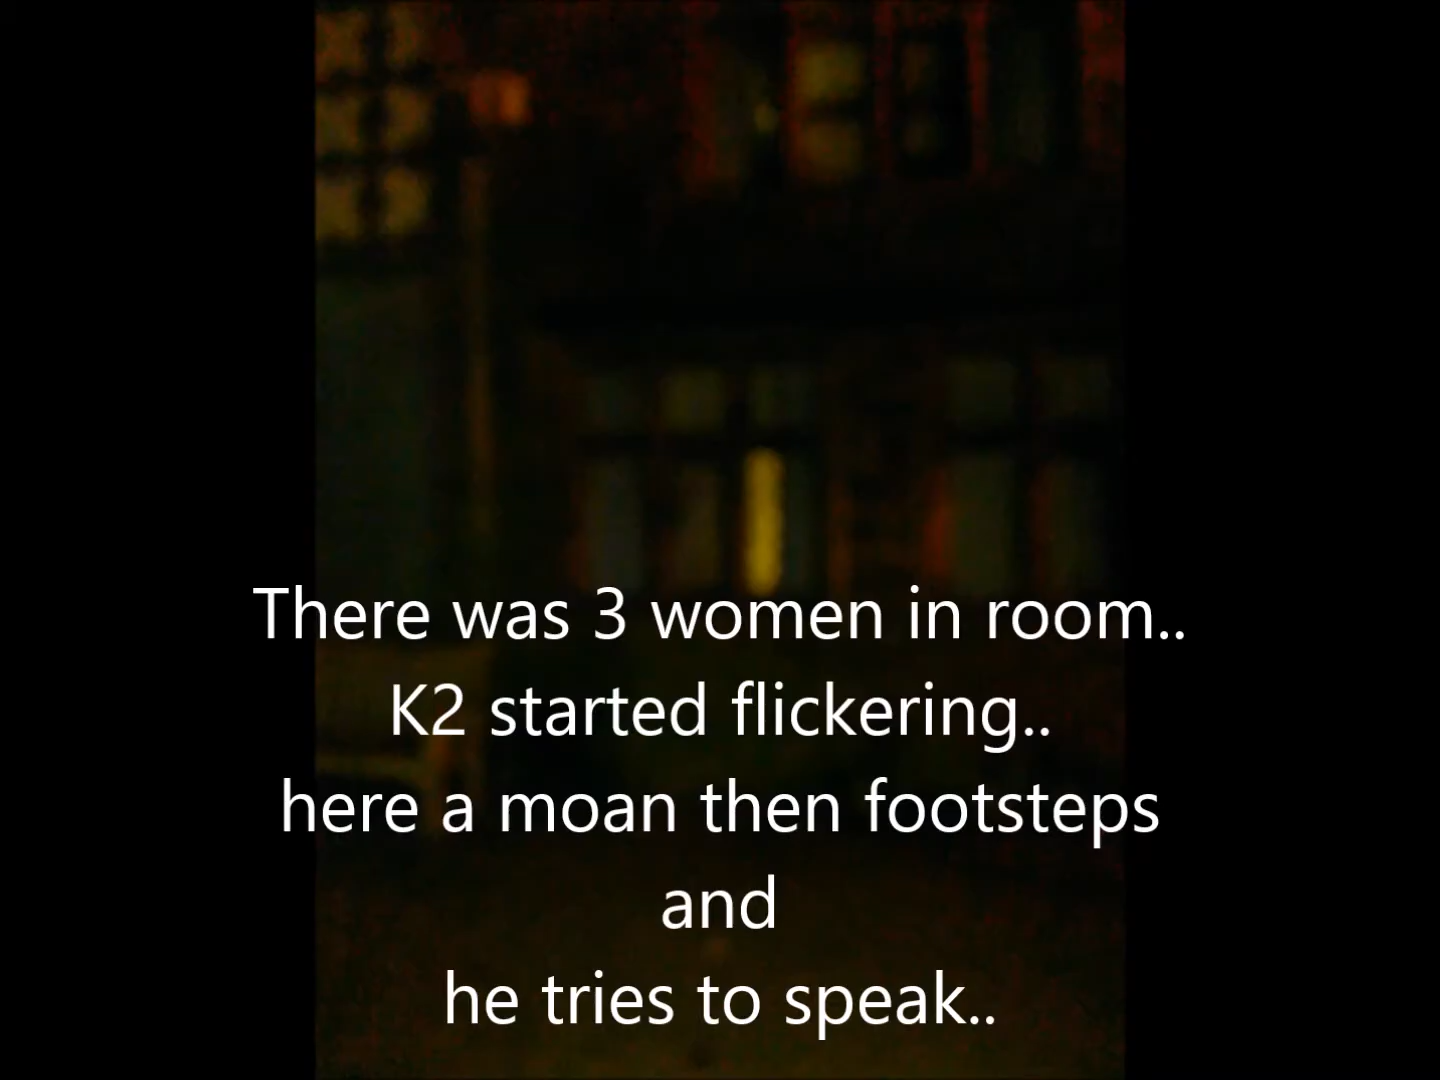 There was 3 women in room..
K2 started flickering..
here a moan then footsteps
and
he tries to speak..